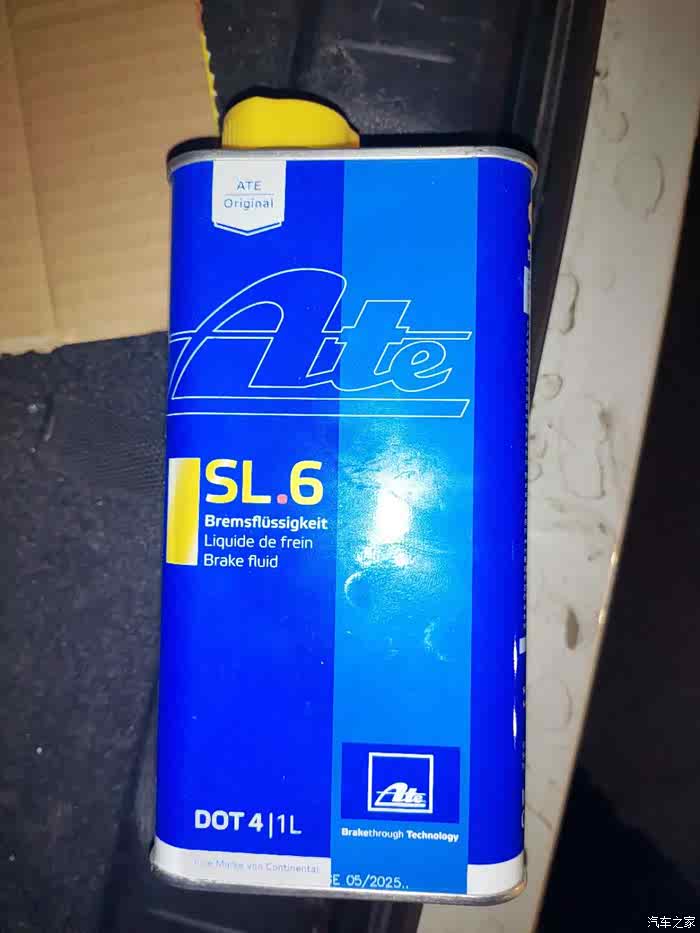 ATE
Original
Ate
SL.6
Bremsflüssigkeit
Liquide de frein
Brake fluid
Ate
Brakethrough Technology
DOT 4 | 1L
Eine Marke von Continental
05/2025..
汽车之家